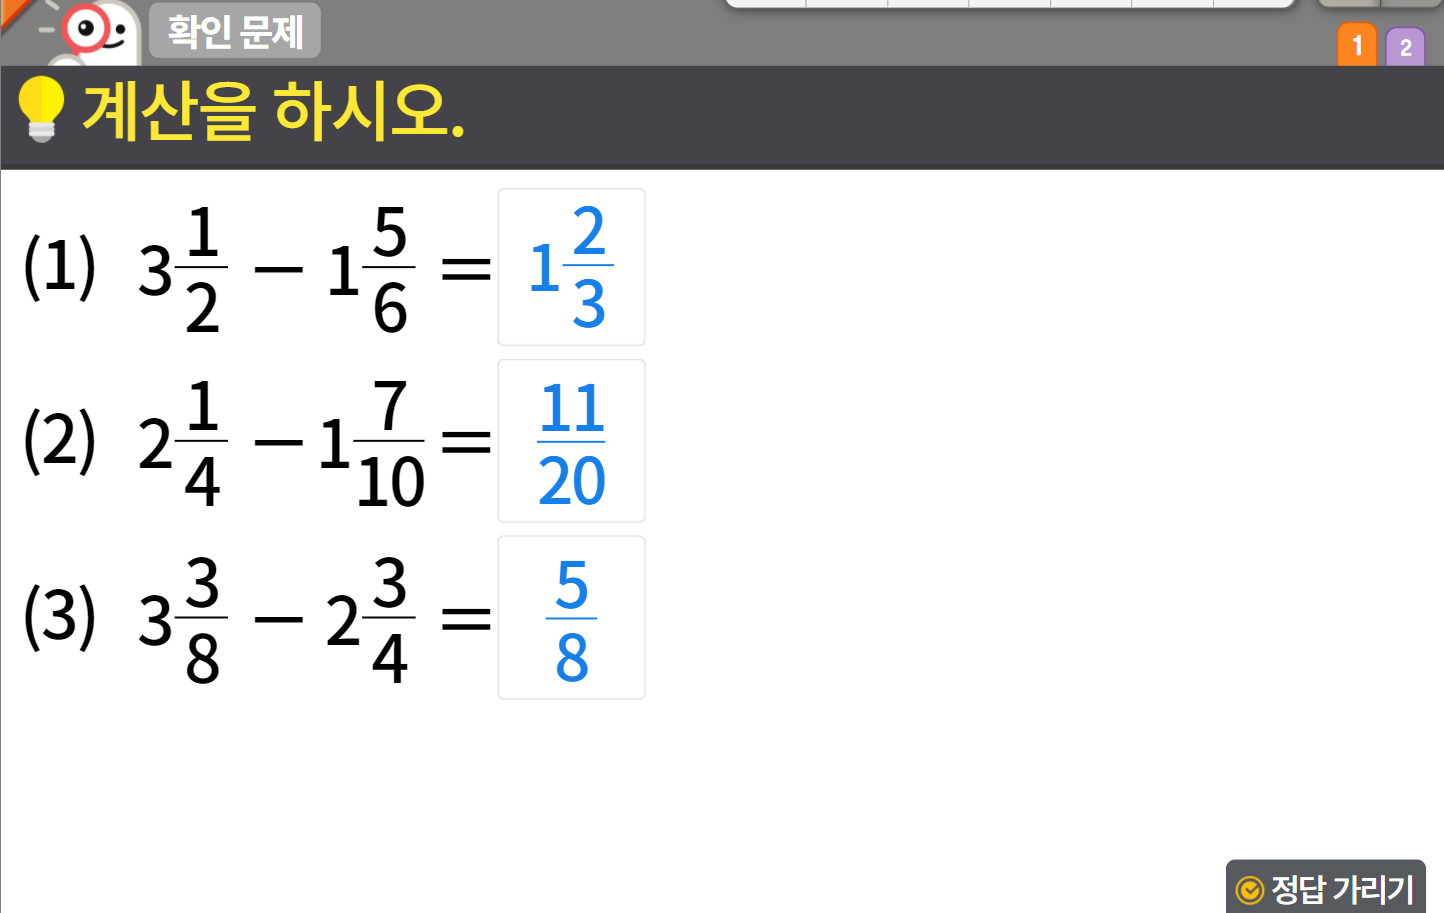 확인 문제
1 2
계산을 하시오.
(1) 3 1/2 − 1 5/6 = 1 2/3
(2) 2 1/4 − 1 7/10 = 11/20
(3) 3 3/8 − 2 3/4 = 5/8
정답 가리기